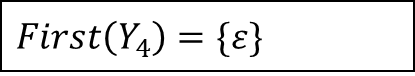 First(Y₄) = {ε}